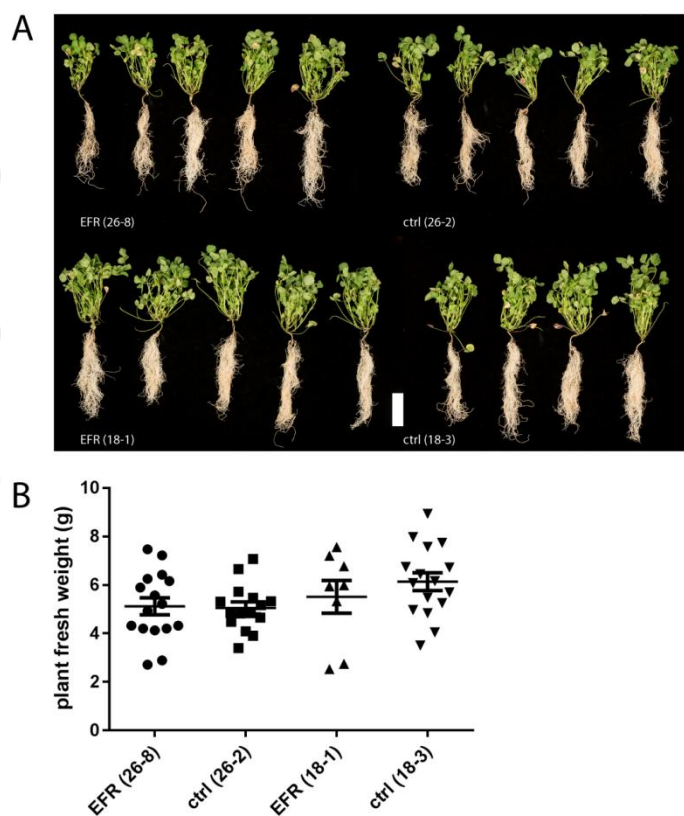 A
EFR (26-8)
ctrl (26-2)
EFR (18-1)
ctrl (18-3)
B
plant fresh weight (g)
10
8
6
4
2
0
EFR (26-8)
ctrl (26-2)
EFR (18-1)
ctrl (18-3)